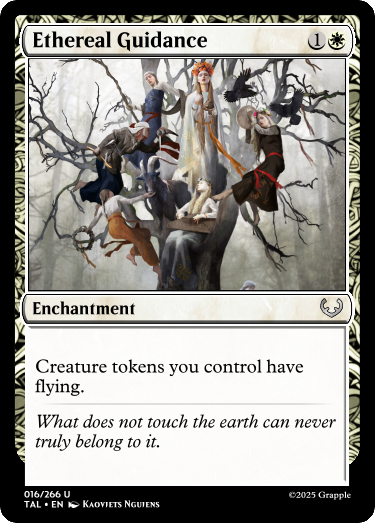 Ethereal Guidance 1
Enchantment
Creature tokens you control have
flying.
What does not touch the earth can never
truly belong to it.
016/266 U
TAL • EN Kaoviets Nguiens
©2025 Grapple